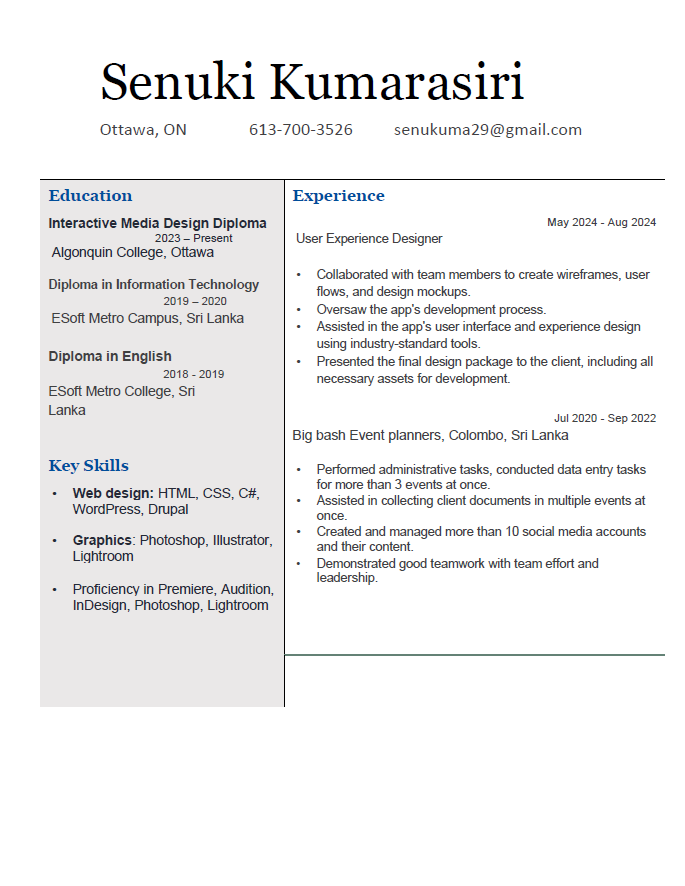 Senuki Kumarasiri
Ottawa, ON 613-700-3526 senukuma29@gmail.com
Education
Interactive Media Design Diploma
2023 – Present
Algonquin College, Ottawa
Diploma in Information Technology
2019 – 2020
ESoft Metro Campus, Sri Lanka
Diploma in English
2018 - 2019
ESoft Metro College, Sri
Lanka
Key Skills
• Web design: HTML, CSS, C#,
WordPress, Drupal
• Graphics: Photoshop, Illustrator,
Lightroom
• Proficiency in Premiere, Audition,
InDesign, Photoshop, Lightroom
Experience
May 2024 - Aug 2024
User Experience Designer
• Collaborated with team members to create wireframes, user
flows, and design mockups.
• Oversaw the app's development process.
• Assisted in the app's user interface and experience design
using industry-standard tools.
• Presented the final design package to the client, including all
necessary assets for development.
Jul 2020 - Sep 2022
Big bash Event planners, Colombo, Sri Lanka
• Performed administrative tasks, conducted data entry tasks
for more than 3 events at once.
• Assisted in collecting client documents in multiple events at
once.
• Created and managed more than 10 social media accounts
and their content.
• Demonstrated good teamwork with team effort and
leadership.